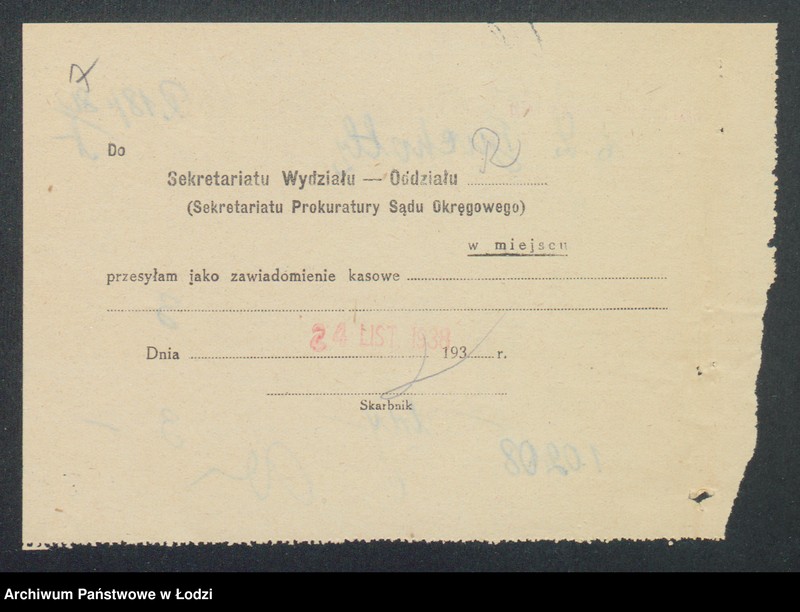 Do
Sekretariatu Wydziału — Oddziału R
(Sekretariatu Prokuratury Sądu Okręgowego)
w miejscu
przesyłam jako zawiadomienie kasowe
24 LIST. 1938
Dnia 193 r.
Skarbnik
Archiwum Państwowe w Łodzi